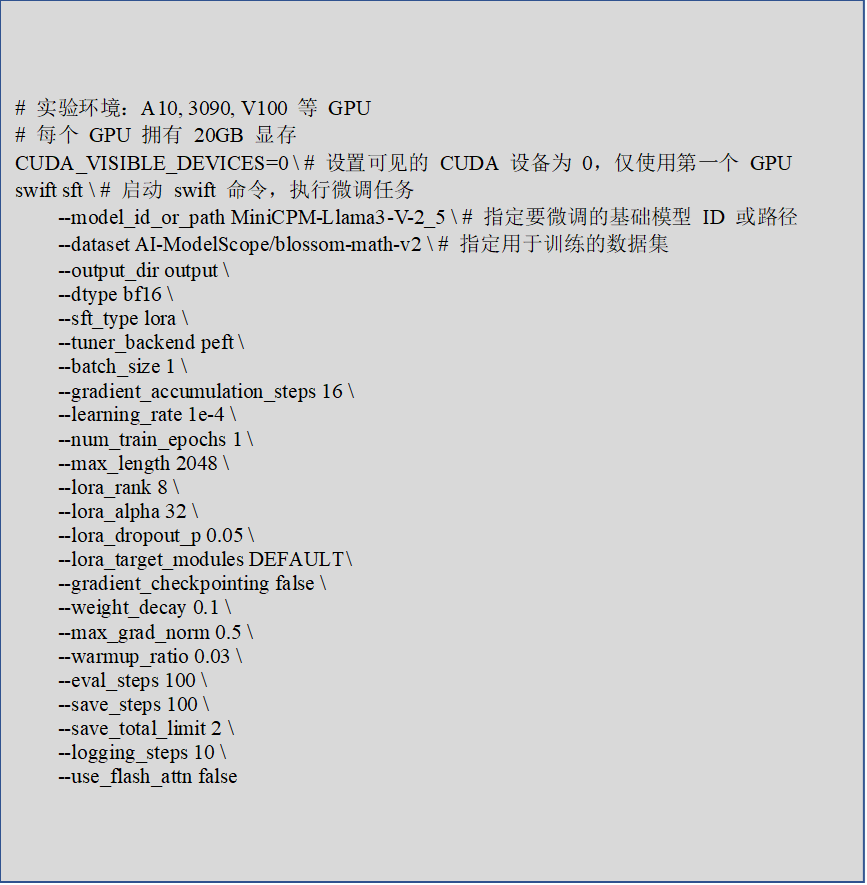 # 实验环境：A10, 3090, V100 等 GPU
# 每个 GPU 拥有 20GB 显存
CUDA_VISIBLE_DEVICES=0 \ # 设置可见的 CUDA 设备为 0，仅使用第一个 GPU
swift sft \ # 启动 swift 命令，执行微调任务
--model_id_or_path MiniCPM-Llama3-V-2_5 \ # 指定要微调的基础模型 ID 或路径
--dataset AI-ModelScope/blossom-math-v2 \ # 指定用于训练的数据集
--output_dir output \
--dtype bf16 \
--sft_type lora \
--tuner_backend peft \
--batch_size 1 \
--gradient_accumulation_steps 16 \
--learning_rate 1e-4 \
--num_train_epochs 1 \
--max_length 2048 \
--lora_rank 8 \
--lora_alpha 32 \
--lora_dropout_p 0.05 \
--lora_target_modules DEFAULT\
--gradient_checkpointing false \
--weight_decay 0.1 \
--max_grad_norm 0.5 \
--warmup_ratio 0.03 \
--eval_steps 100 \
--save_steps 100 \
--save_total_limit 2 \
--logging_steps 10 \
--use_flash_attn false